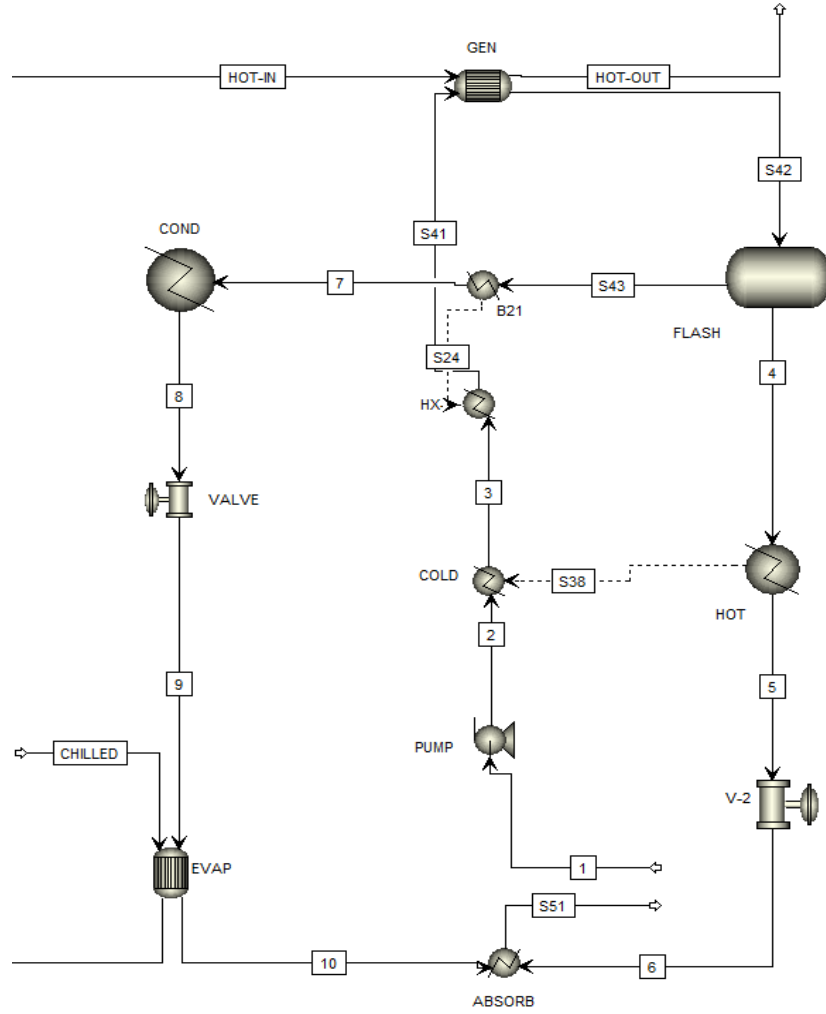 GEN
HOT-IN
HOT-OUT
S42
COND
S41
7
S43
B21
FLASH
S24
4
8
HX-
VALVE
3
COLD
S38
HOT
2
9
5
PUMP
CHILLED
V-2
EVAP
1
S51
10
6
ABSORB